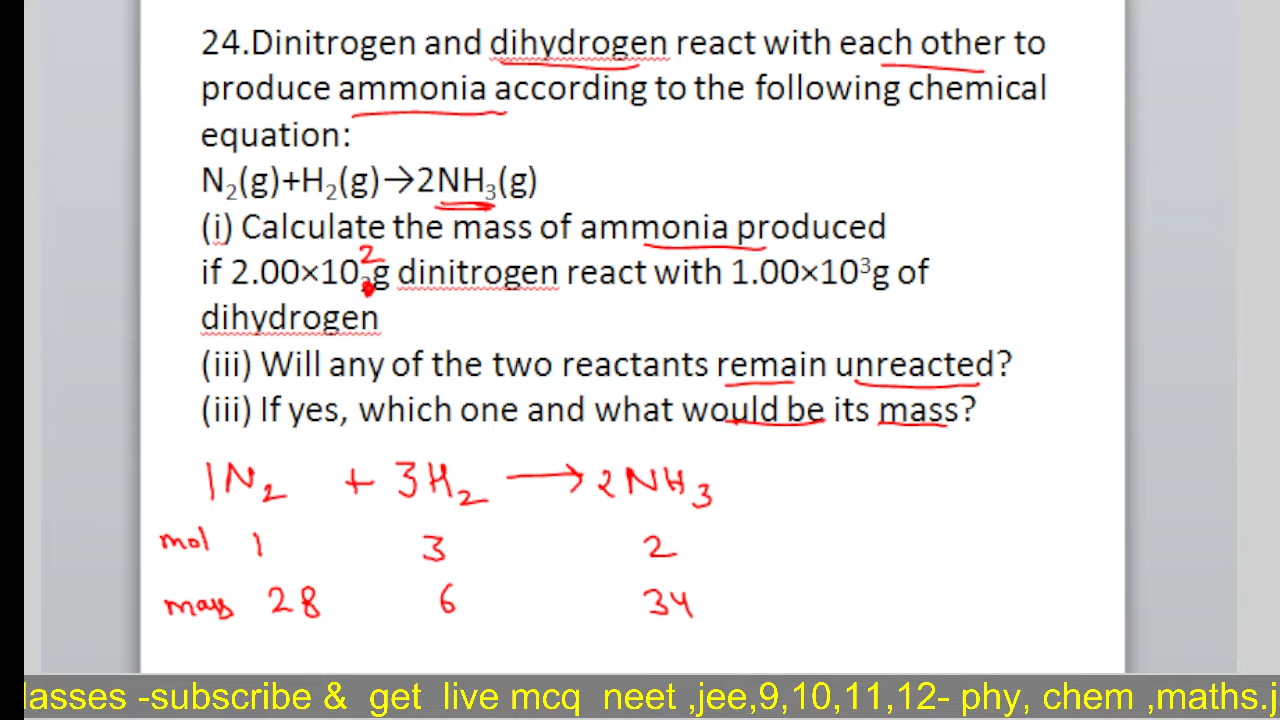 24.Dinitrogen and dihydrogen react with each other to
produce ammonia according to the following chemical
equation:
N₂(g)+H₂(g)→2NH₃(g)
(i) Calculate the mass of ammonia produced
if 2.00×10²g dinitrogen react with 1.00×10³g of
dihydrogen
(iii) Will any of the two reactants remain unreacted?
(iii) If yes, which one and what would be its mass?
1N₂ + 3H₂ → 2NH₃
mol 1 3 2
mass 28 6 34
lasses -subscribe & get live mcq neet ,jee,9,10,11,12- phy, chem ,maths.j